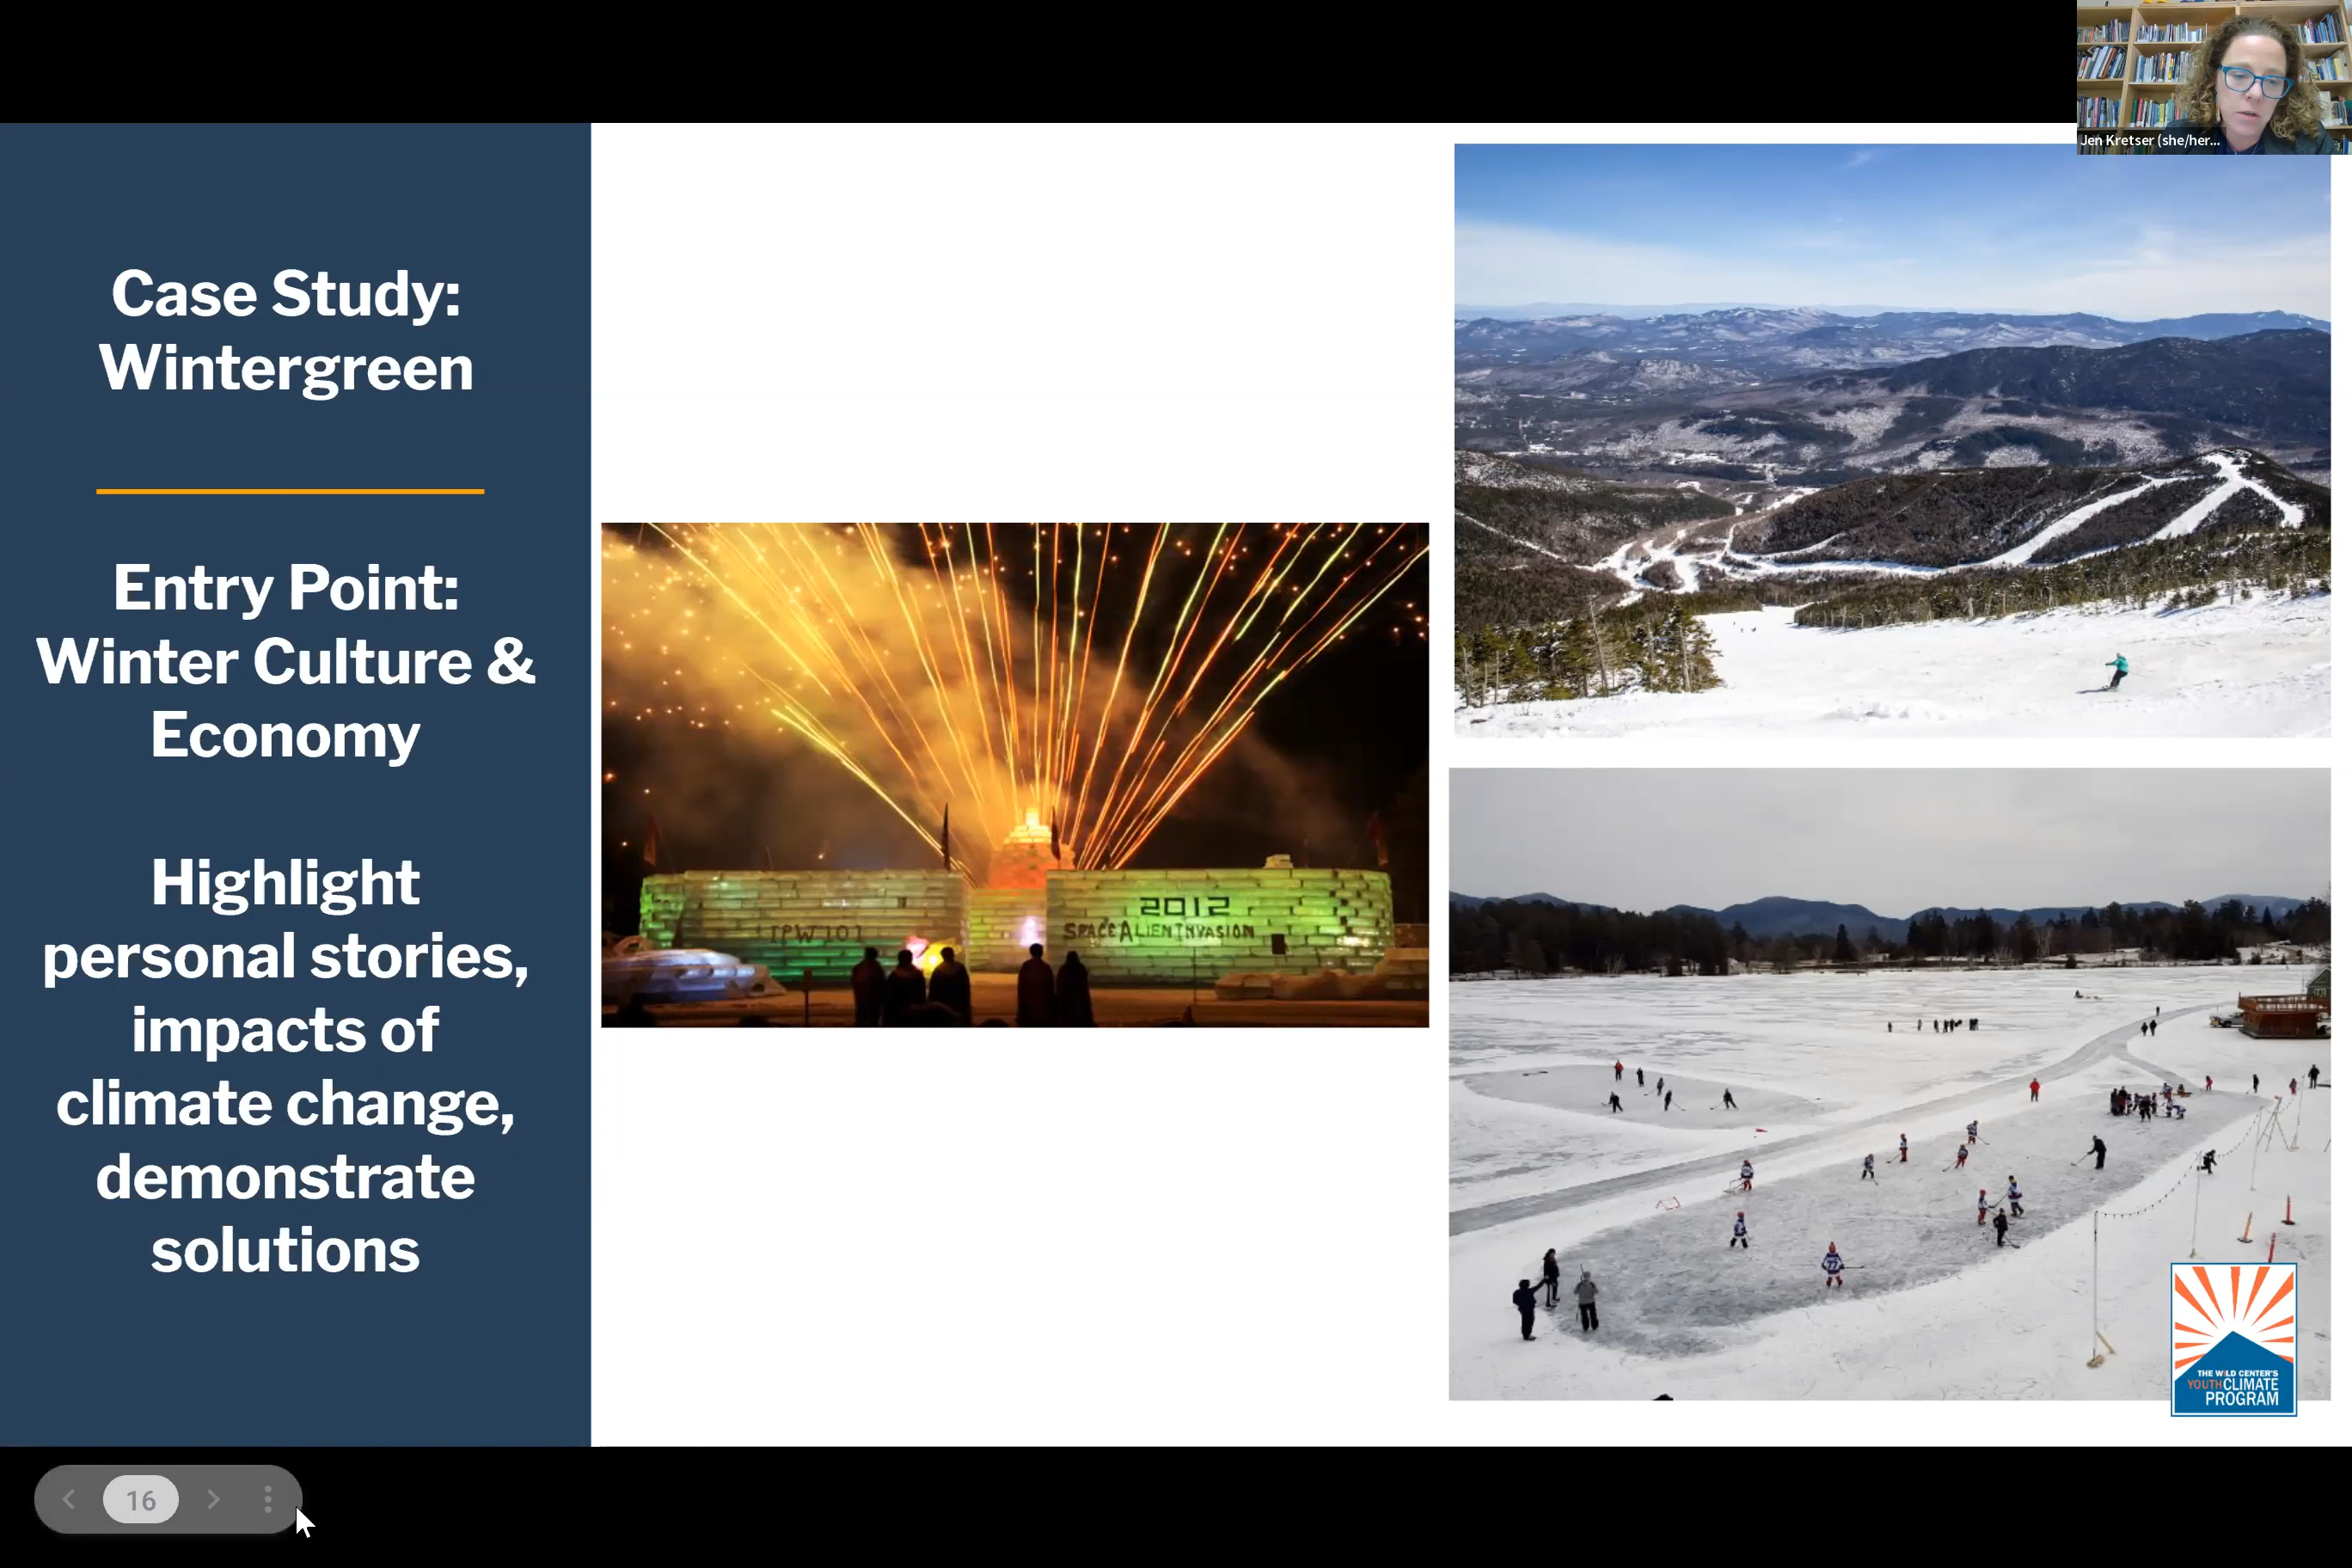 Jen Kretser (she/her...
Case Study:
Wintergreen
Entry Point:
Winter Culture &
Economy
Highlight
personal stories,
impacts of
climate change,
demonstrate
solutions
IPW 101
2012
SPACE ALIEN INVASION
77
THE WILD CENTER'S
YOUTH CLIMATE
PROGRAM
16